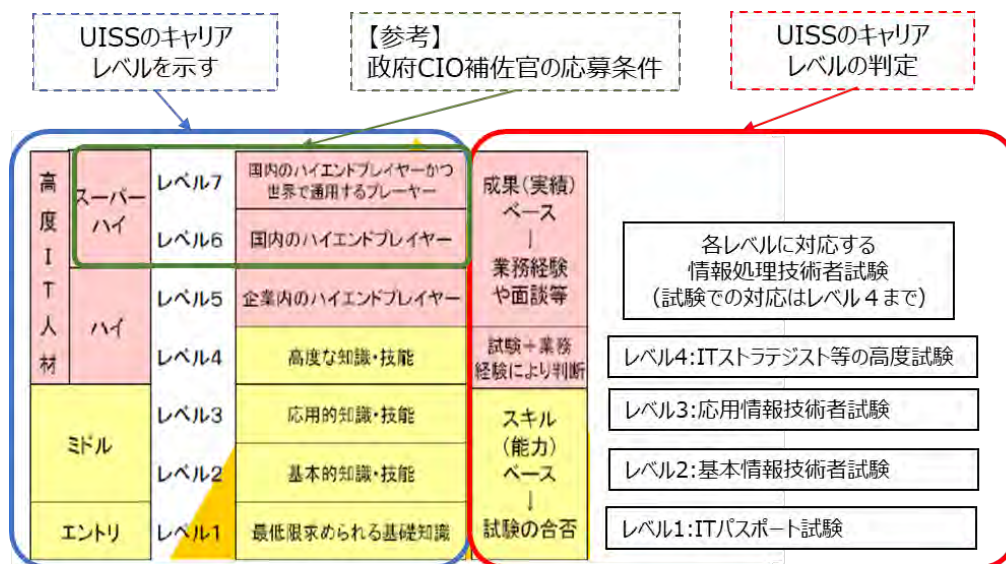 UISSのキャリア
レベルを示す
【参考】
政府CIO補佐官の応募条件
UISSのキャリア
レベルの判定
高度IT人材
スーパー
ハイ
レベル7
国内のハイエンドプレイヤーかつ
世界で通用するプレーヤー
レベル6
国内のハイエンドプレイヤー
ハイ
レベル5
企業内のハイエンドプレイヤー
レベル4
高度な知識・技能
ミドル
レベル3
応用的知識・技能
レベル2
基本的知識・技能
エントリ
レベル1
最低限求められる基礎知識
成果(実績)
ベース
↓
業務経験
や面談等
試験+業務
経験により判断
スキル
(能力)
ベース
↓
試験の合否
各レベルに対応する
情報処理技術者試験
(試験での対応はレベル4まで)
レベル4:ITストラテジスト等の高度試験
レベル3:応用情報技術者試験
レベル2:基本情報技術者試験
レベル1:ITパスポート試験